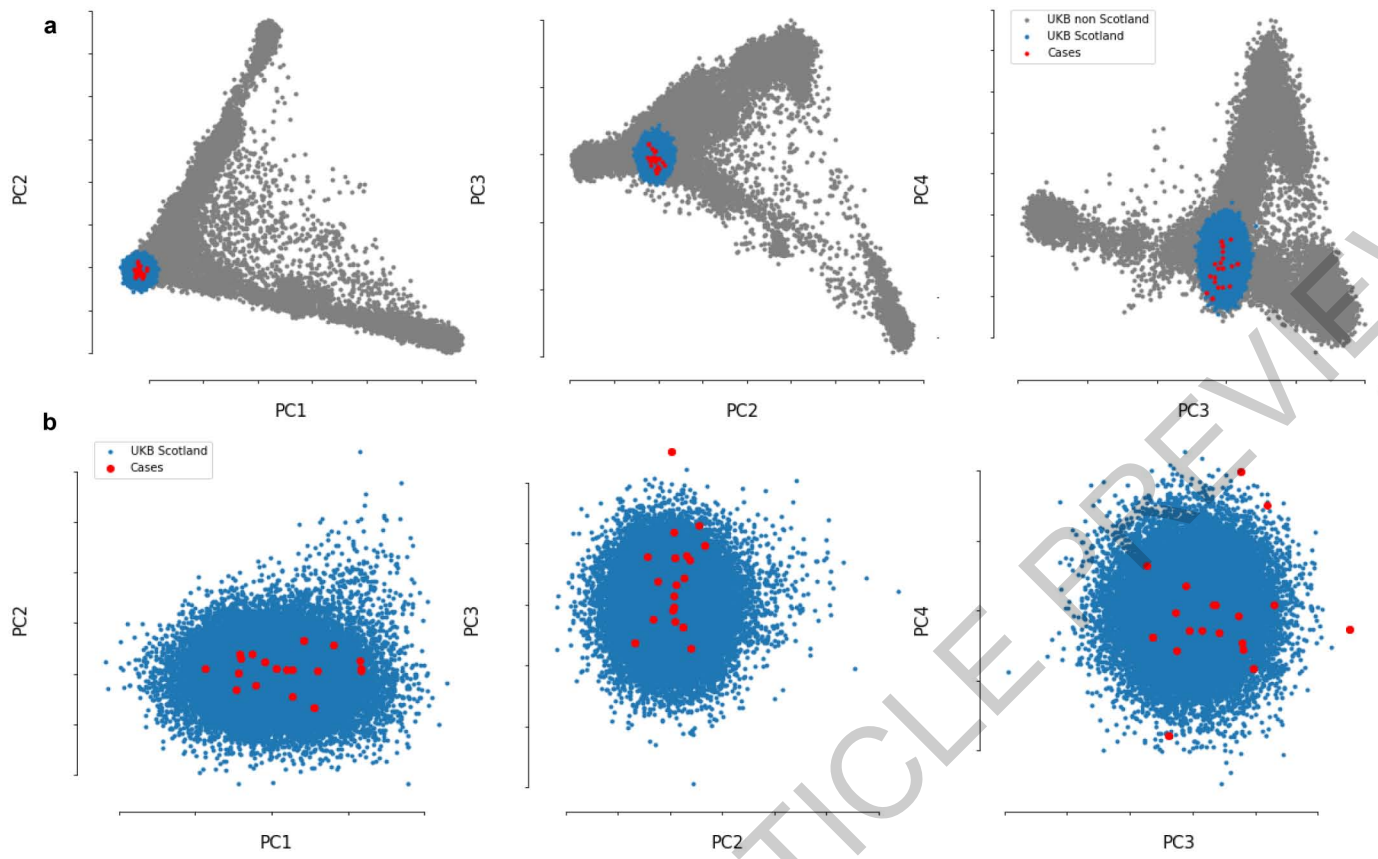 a
PC2
PC1
PC3
PC2
UKB non Scotland
UKB Scotland
Cases
PC4
PC3
b
UKB Scotland
Cases
PC2
PC1
PC3
PC2
PC4
PC3
TICLE PREVIEW